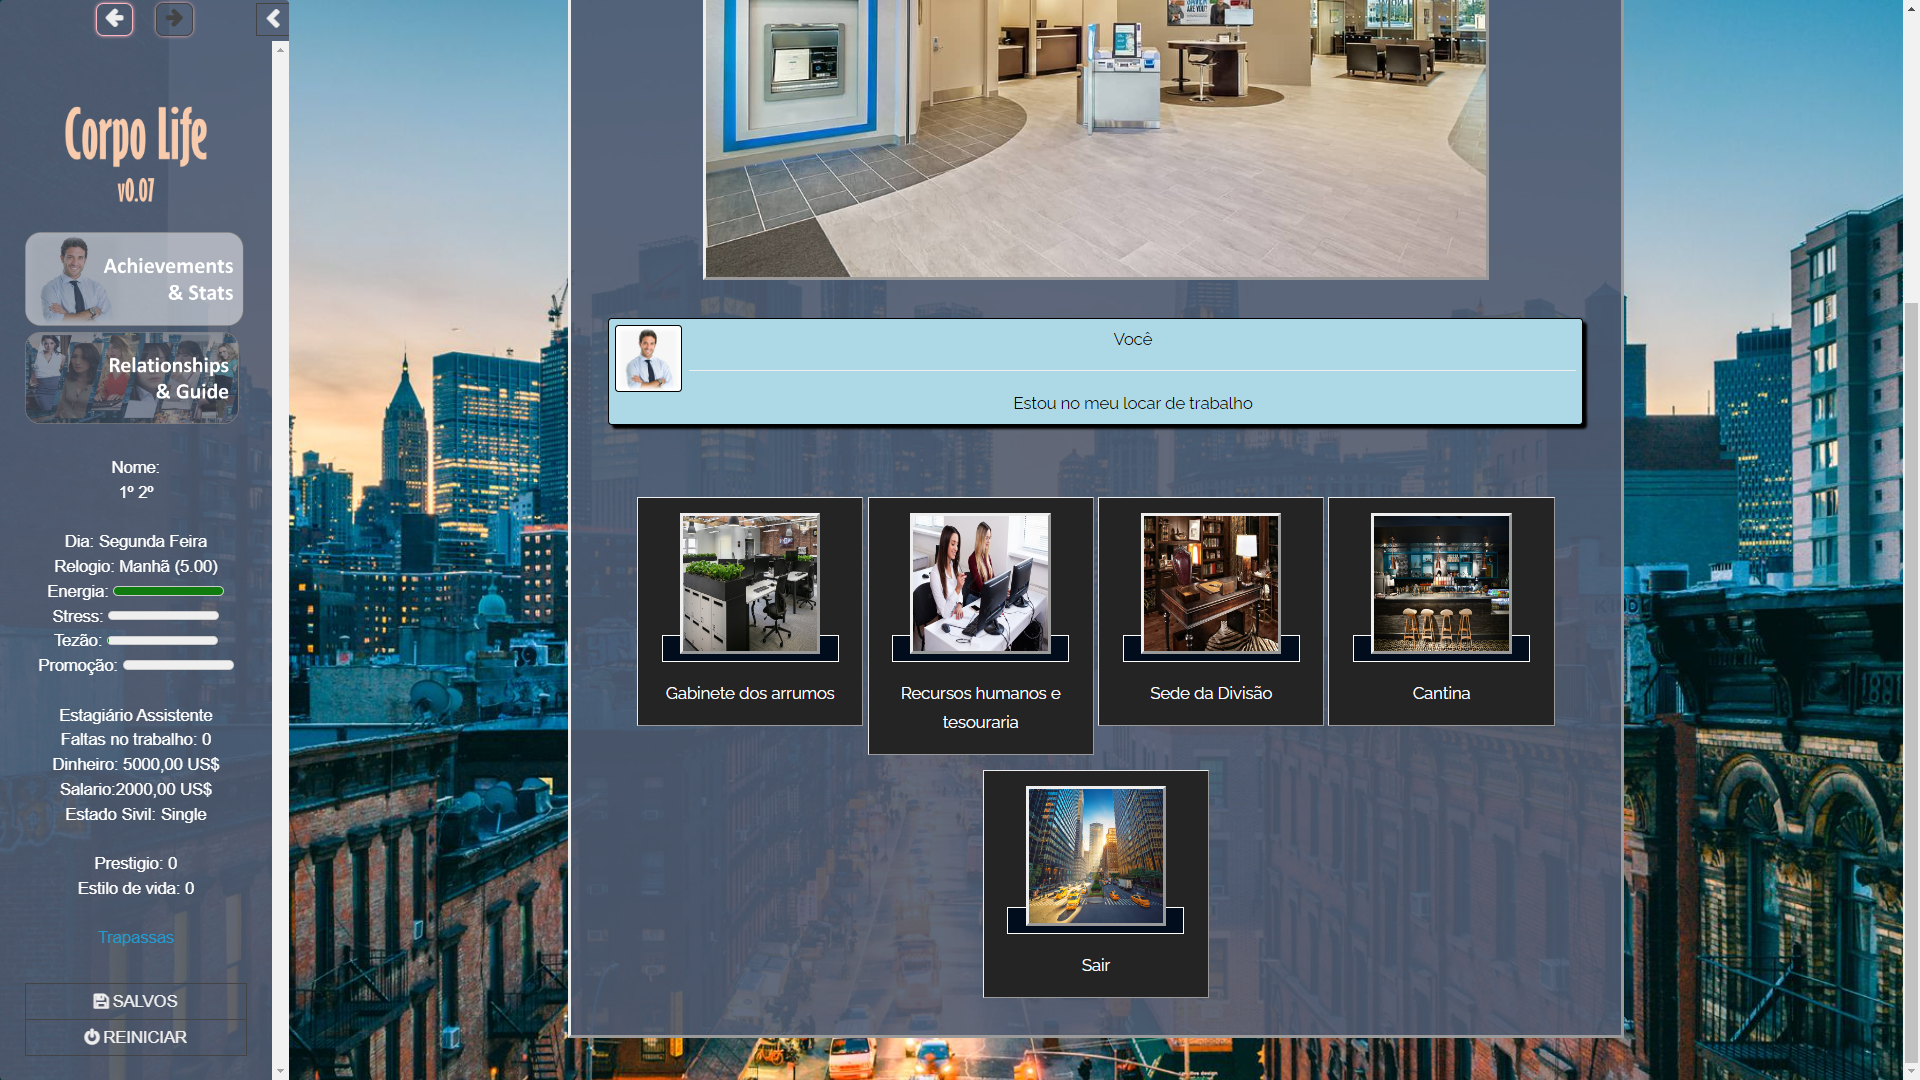 Corpo Life
v0.07
Achievements
& Stats
Relationships
& Guide
Nome:
1º 2º
Dia: Segunda Feira
Relogio: Manhã (5.00)
Energia:
Stress:
Tezão:
Promoção:
Estagiário Assistente
Faltas no trabalho: 0
Dinheiro: 5000,00 US$
Salario:2000,00 US$
Estado Sivil: Single
Prestigio: 0
Estilo de vida: 0
Trapassas
SALVOS
REINICIAR
ARE YOU?
Você
Estou no meu locar de trabalho
Gabinete dos arrumos
Recursos humanos e
tesouraria
Sede da Divisão
Cantina
Sair